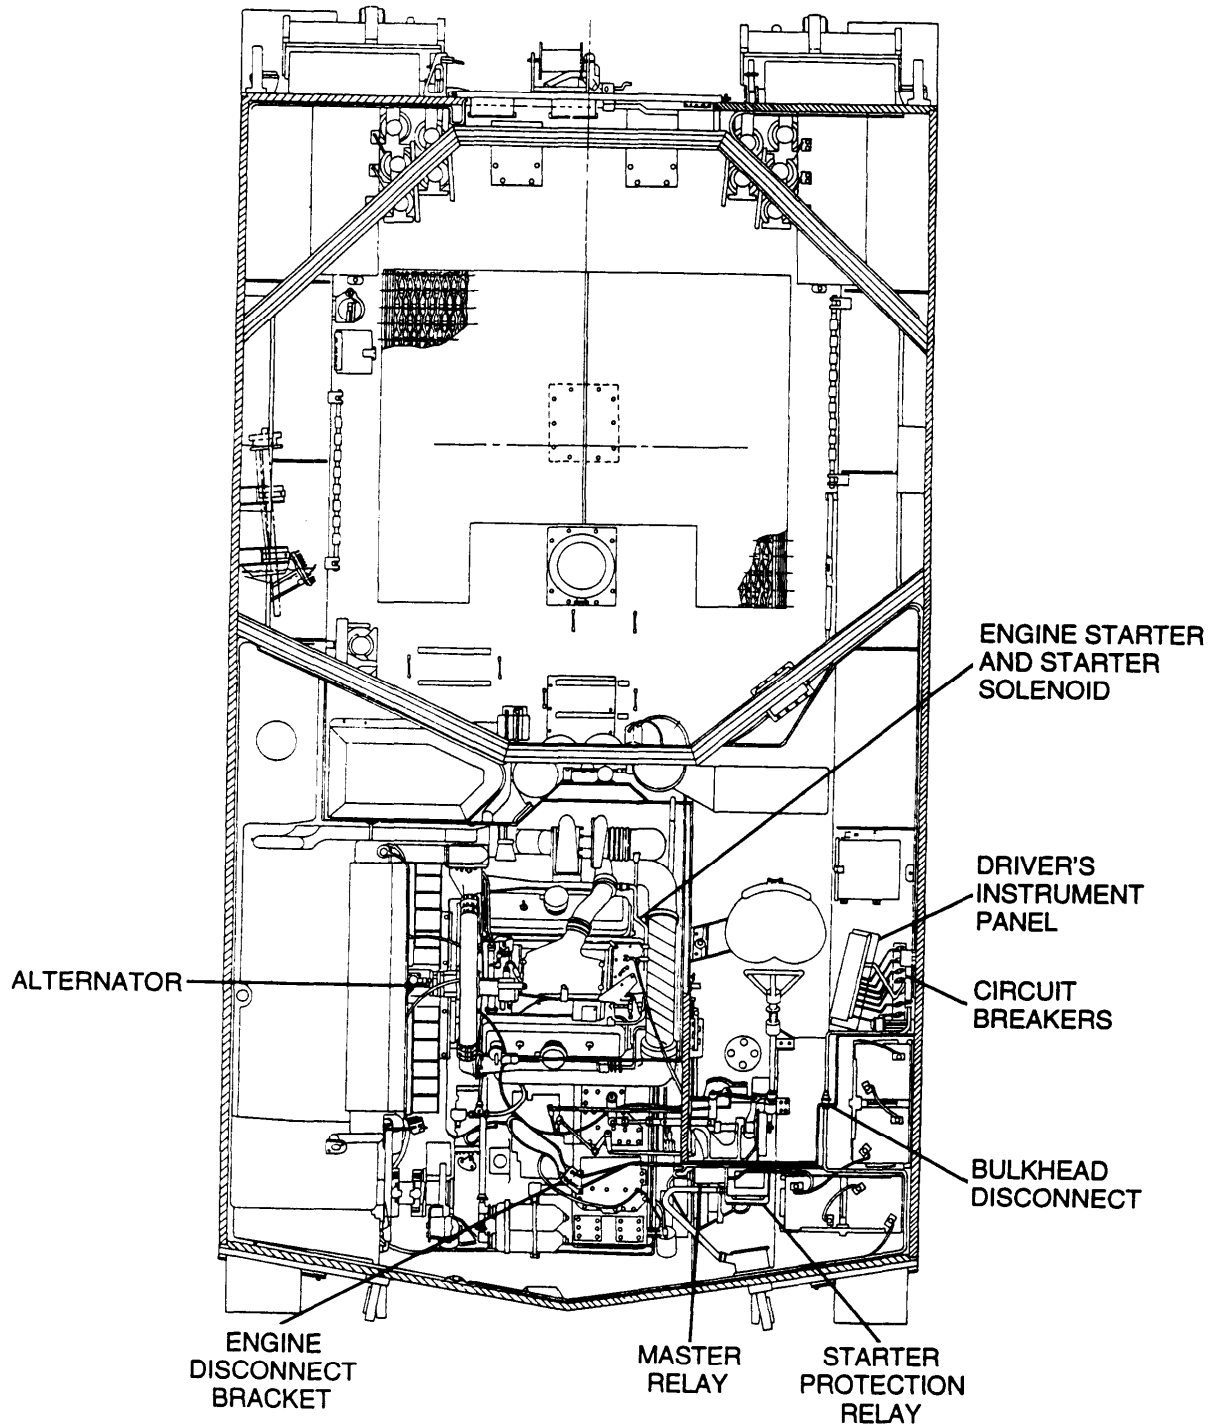 ENGINE STARTER
AND STARTER
SOLENOID
DRIVER'S
INSTRUMENT
PANEL
ALTERNATOR
CIRCUIT
BREAKERS
BULKHEAD
DISCONNECT
ENGINE
DISCONNECT
BRACKET
MASTER
RELAY
STARTER
PROTECTION
RELAY